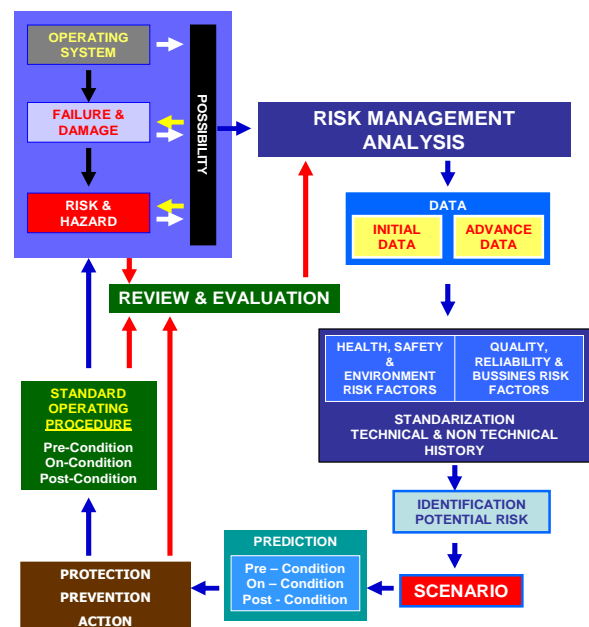 OPERATING
SYSTEM
FAILURE &
DAMAGE
RISK &
HAZARD
POSSIBILITY
RISK MANAGEMENT
ANALYSIS
DATA
INITIAL
DATA
ADVANCE
DATA
REVIEW & EVALUATION
HEALTH, SAFETY
&
ENVIRONMENT
RISK FACTORS
QUALITY,
RELIABILITY &
BUSSINES RISK
FACTORS
STANDARIZATION
TECHNICAL & NON TECHNICAL
HISTORY
STANDARD
OPERATING
PROCEDURE
Pre-Condition
On-Condition
Post-Condition
IDENTIFICATION
POTENTIAL RISK
PREDICTION
Pre – Condition
On – Condition
Post - Condition
SCENARIO
PROTECTION
PREVENTION
ACTION